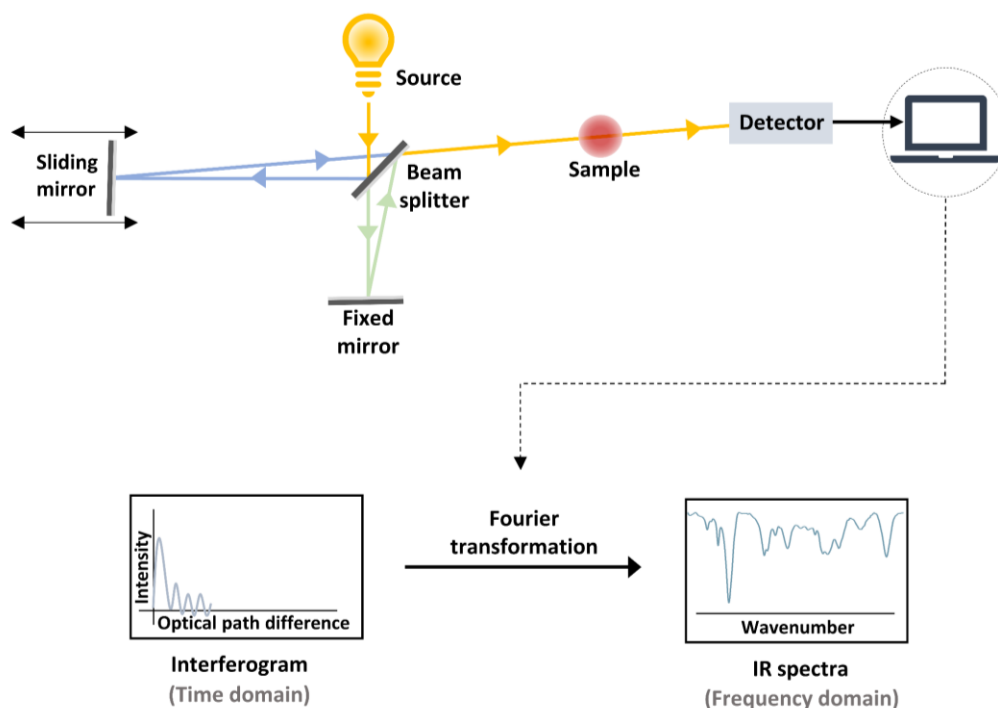 Source
Sliding
mirror
Beam
splitter
Sample
Detector
Fixed
mirror
Intensity
Optical path difference
Interferogram
(Time domain)
Fourier
transformation
Wavenumber
IR spectra
(Frequency domain)